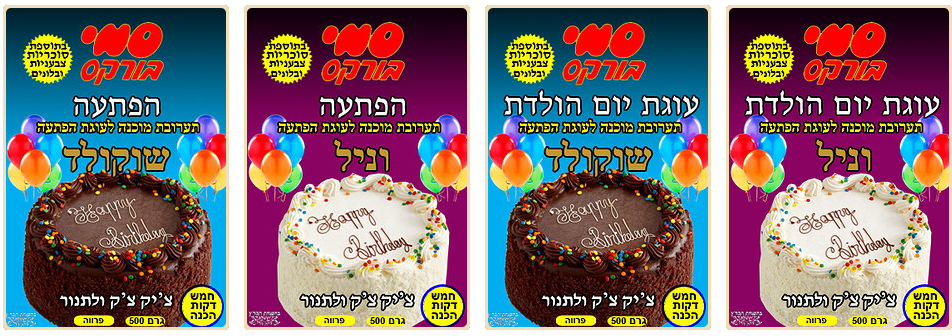 סמי
בורקס
בתוספת
סוכריות
צבעוניות
ובלונים
הפתעה
תערובת מוכנה לעוגת הפתעה
שוקולד
Happy
Birthday
צ'יק צ'ק ולתנור
חמש
דקות
הכנה
גרם 500
פרווה
סמי
בורקס
בתוספת
סוכריות
צבעוניות
ובלונים
הפתעה
תערובת מוכנה לעוגת הפתעה
וניל
Happy
Birthday
צ'יק צ'ק ולתנור
חמש
דקות
הכנה
גרם 500
פרווה
סמי
בורקס
בתוספת
סוכריות
צבעוניות
ובלונים
עוגת יום הולדת
תערובת מוכנה לעוגת הפתעה
שוקולד
Happy
Birthday
צ'יק צ'ק ולתנור
חמש
דקות
הכנה
גרם 500
פרווה
סמי
בורקס
בתוספת
סוכריות
צבעוניות
ובלונים
עוגת יום הולדת
תערובת מוכנה לעוגת הפתעה
וניל
Happy
Birthday
צ'יק צ'ק ולתנור
חמש
דקות
הכנה
גרם 500
פרווה